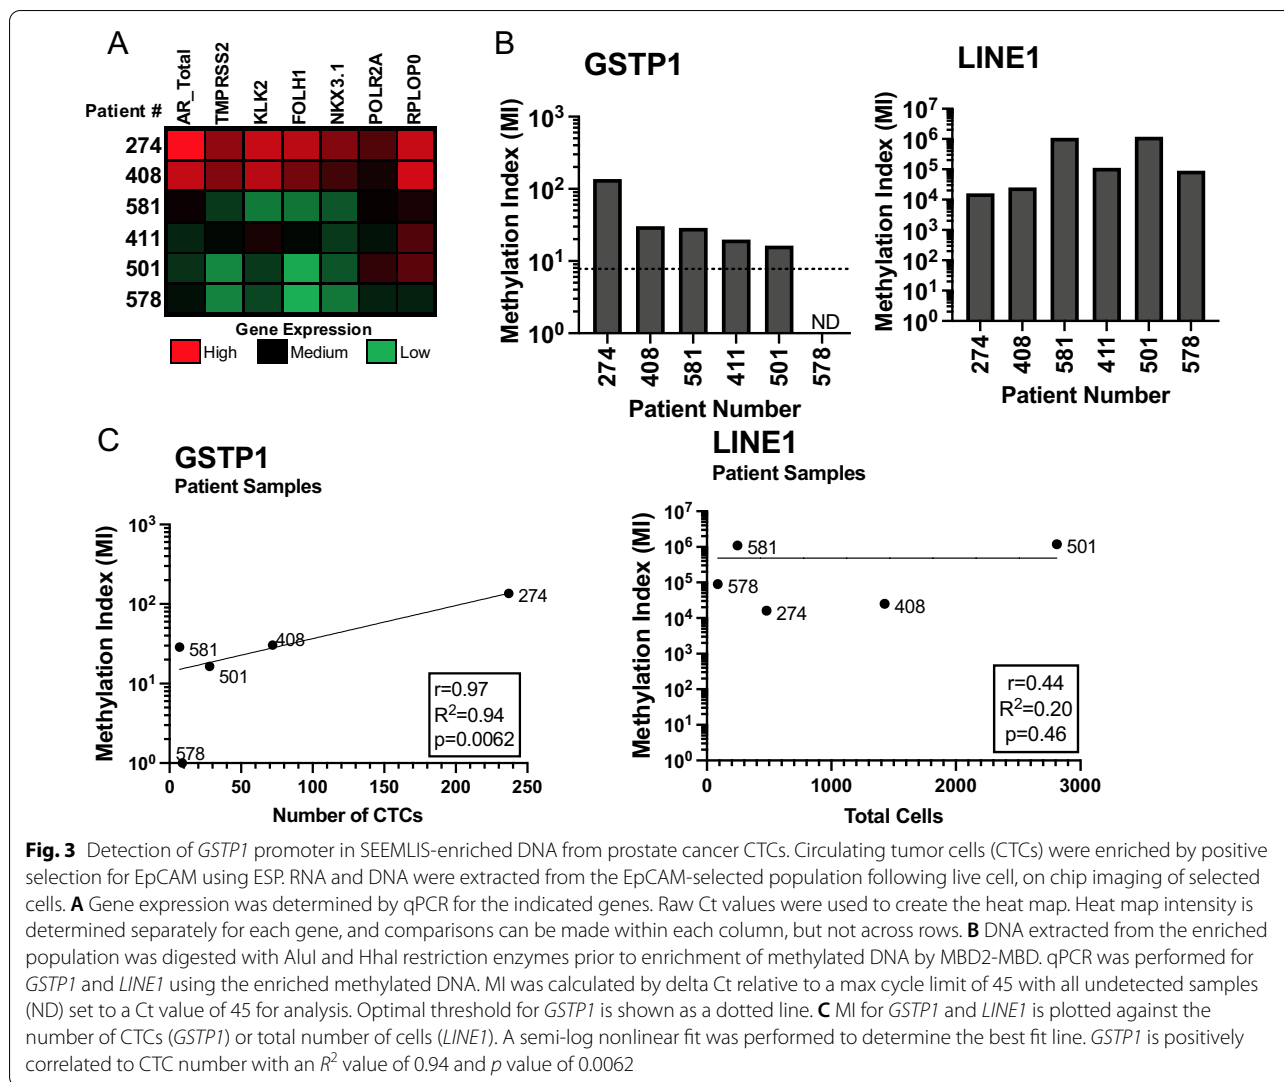 A
AR_Total
TMPRSS2
KLK2
FOLH1
NKX3.1
POLR2A
RPLOP0
Patient #
274
408
581
411
501
578
Gene Expression
High Medium Low
B
GSTP1
Methylation Index (MI)
10³
10²
10¹
10⁰
ND
274 408 581 411 501 578
Patient Number
LINE1
Methylation Index (MI)
10⁷
10⁶
10⁵
10⁴
10³
10²
10¹
10⁰
274 408 581 411 501 578
Patient Number
C
GSTP1
Patient Samples
Methylation Index (MI)
10³
10²
10¹
10⁰
274
408
581
501
578
r=0.97
R²=0.94
p=0.0062
0 50 100 150 200 250
Number of CTCs
LINE1
Patient Samples
Methylation Index (MI)
10⁷
10⁶
10⁵
10⁴
10³
10²
10¹
10⁰
581
501
578
274
408
r=0.44
R²=0.20
p=0.46
0 1000 2000 3000
Total Cells
Fig. 3 Detection of GSTP1 promoter in SEEMLIS-enriched DNA from prostate cancer CTCs. Circulating tumor cells (CTCs) were enriched by positive
selection for EpCAM using ESP. RNA and DNA were extracted from the EpCAM-selected population following live cell, on chip imaging of selected
cells. A Gene expression was determined by qPCR for the indicated genes. Raw Ct values were used to create the heat map. Heat map intensity is
determined separately for each gene, and comparisons can be made within each column, but not across rows. B DNA extracted from the enriched
population was digested with AluI and HhaI restriction enzymes prior to enrichment of methylated DNA by MBD2-MBD. qPCR was performed for
GSTP1 and LINE1 using the enriched methylated DNA. MI was calculated by delta Ct relative to a max cycle limit of 45 with all undetected samples
(ND) set to a Ct value of 45 for analysis. Optimal threshold for GSTP1 is shown as a dotted line. C MI for GSTP1 and LINE1 is plotted against the
number of CTCs (GSTP1) or total number of cells (LINE1). A semi-log nonlinear fit was performed to determine the best fit line. GSTP1 is positively
correlated to CTC number with an R² value of 0.94 and p value of 0.0062